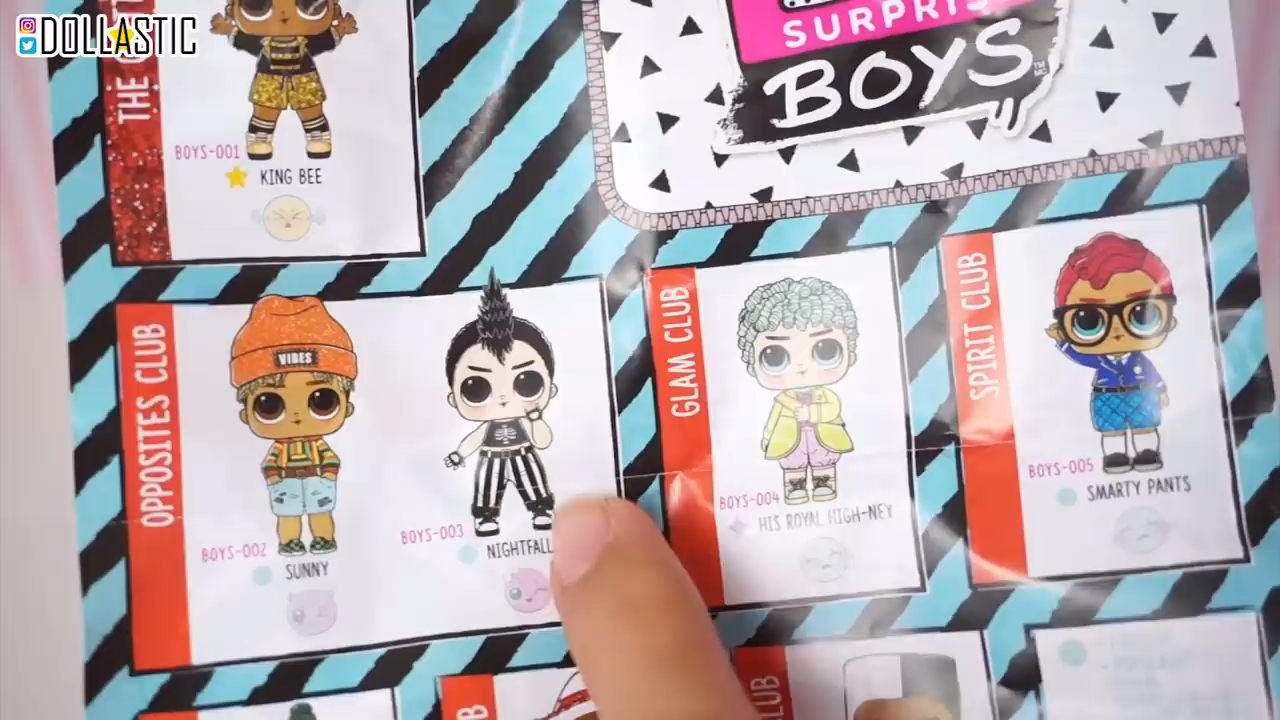 DOLLASTIC
SURPRISE
BOYS
BOYS-001
KING BEE
OPPOSITES CLUB
VIBES
BOYS-002
SUNNY
BOYS-003
NIGHTFALL
GLAM CLUB
BOYS-004
HIS ROYAL HIGH-NEY
SPIRIT CLUB
BOYS-005
SMARTY PANTS